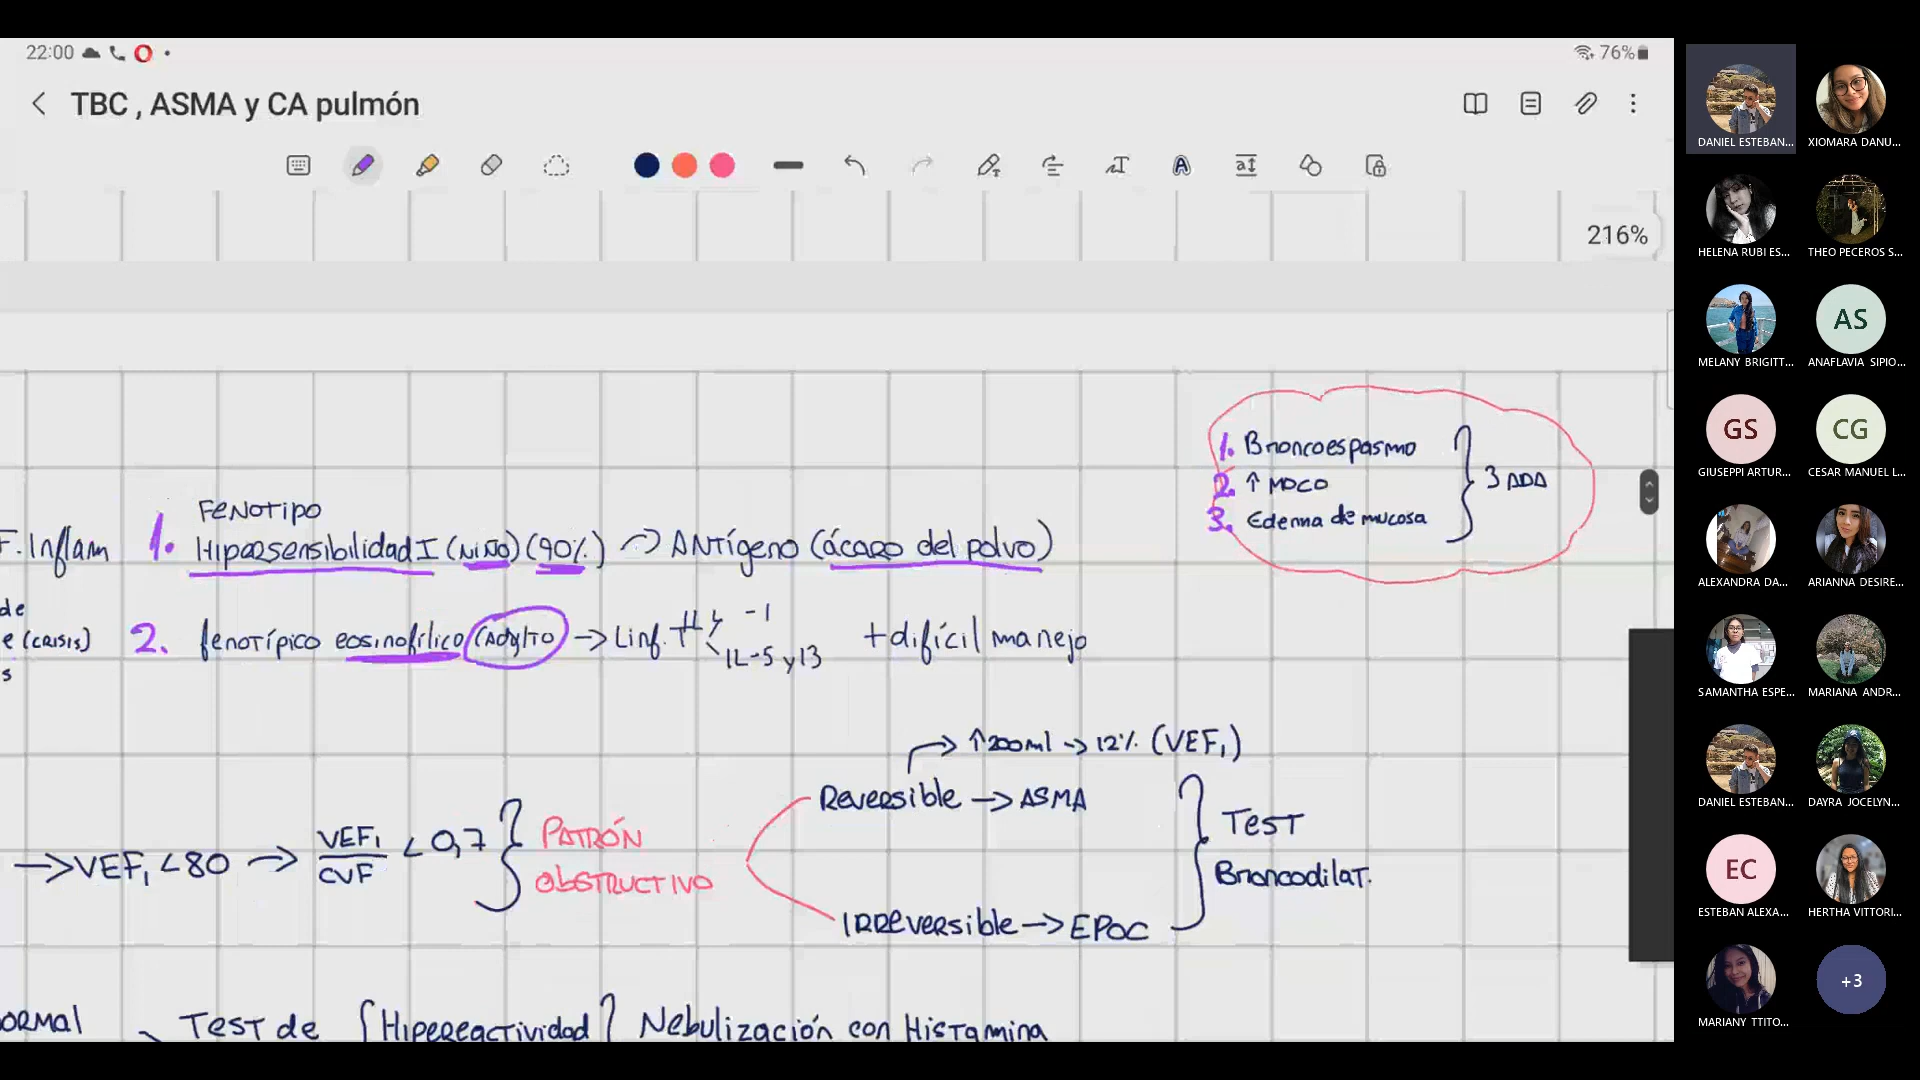 22:00
76%
TBC , ASMA y CA pulmón
216%
1. Broncoespasmo
2. ↑ MOCO
3. Edema de mucosa
F. Inflam
1. FENOTIPO
Hipersensibilidad I (NIÑO) (90%) → ANTÍGENO (ácaro del polvo)
de
e (CRISIS)
s
2. fenotípico eosinofílico (Adulto → Linf. TH
-1
IL-5 y 13
+ difícil manejo
↑ 200ml → 12% (VEF₁)
Reversible → ASMA
→ VEF₁ < 80 → VEF₁ / CVF < 0,7 } PATRÓN
obstructivo
Test
Broncodilat.
IRReversible → EPOC
ORMAL
Test de { Hipereactividad } Nebulización con Histamina
DANIEL ESTEBAN...
XIOMARA DANU...
HELENA RUBI ES...
THEO PECEROS S...
MELANY BRIGITT...
AS
ANAFLAVIA SIPIO...
GS
GIUSEPPI ARTUR...
CG
CESAR MANUEL L...
ALEXANDRA DA...
ARIANNA DESIRE...
SAMANTHA ESPE...
MARIANA ANDR...
DANIEL ESTEBAN...
DAYRA JOCELYN...
EC
ESTEBAN ALEXA...
HERTHA VITTORI...
MARIANY TTITO...
+3